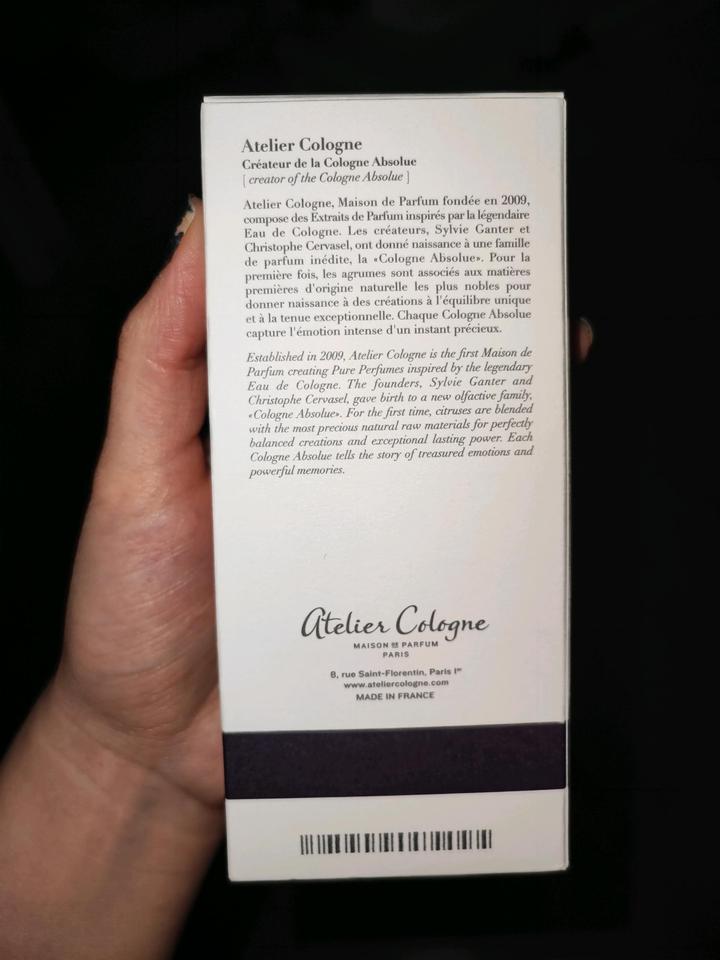 Atelier Cologne
Créateur de la Cologne Absolue
[ creator of the Cologne Absolue ]
Atelier Cologne, Maison de Parfum fondée en 2009,
compose des Extraits de Parfum inspirés par la légendaire
Eau de Cologne. Les créateurs, Sylvie Ganter et
Christophe Cervasel, ont donné naissance à une famille
de parfum inédite, la «Cologne Absolue». Pour la
première fois, les agrumes sont associés aux matières
premières d'origine naturelle les plus nobles pour
donner naissance à des créations à l'équilibre unique
et à la tenue exceptionnelle. Chaque Cologne Absolue
capture l'émotion intense d'un instant précieux.
Established in 2009, Atelier Cologne is the first Maison de
Parfum creating Pure Perfumes inspired by the legendary
Eau de Cologne. The founders, Sylvie Ganter and
Christophe Cervasel, gave birth to a new olfactive family,
«Cologne Absolue». For the first time, citruses are blended
with the most precious natural raw materials for perfectly
balanced creations and exceptional lasting power. Each
Cologne Absolue tells the story of treasured emotions and
powerful memories.
Atelier Cologne
MAISON DE PARFUM
PARIS
8, rue Saint-Florentin, Paris Iᵉʳ
www.ateliercologne.com
MADE IN FRANCE